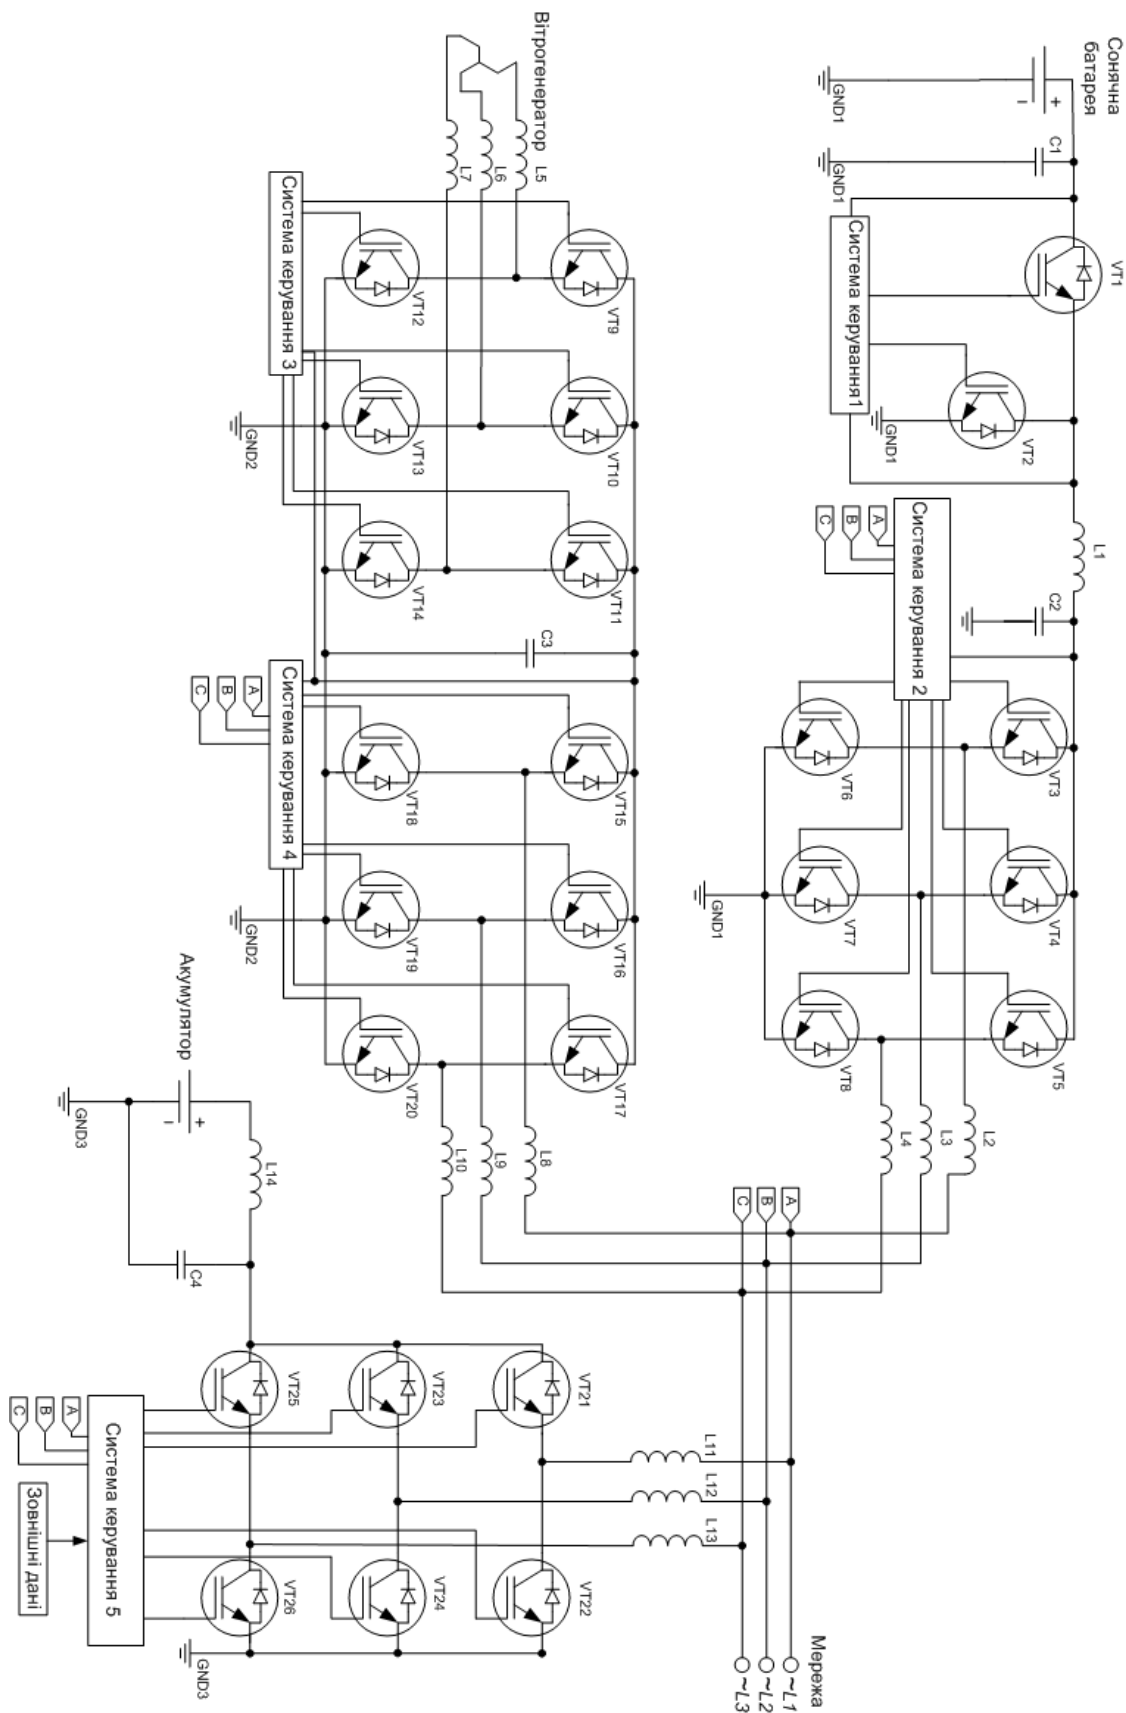 Сонячна
батарея
+
–
GND1
C1
GND1
VT1
Система керування1
VT2
GND1
L1
C2
Система керування 2
A
B
C
VT3
VT4
VT5
VT6
VT7
VT8
GND1
L2
L3
L4
Вітрогенератор
L5
L6
L7
VT9
VT10
VT11
VT12
VT13
VT14
Система керування 3
GND2
C3
VT15
VT16
VT17
VT18
VT19
VT20
Система керування 4
A
B
C
GND2
L8
L9
L10
A
B
C
Мережа
~L1
~L2
~L3
L11
L12
L13
Акумулятор
+
–
GND3
L14
C4
VT21
VT22
VT23
VT24
VT25
VT26
GND3
Система керування 5
A
B
C
Зовнішні дані